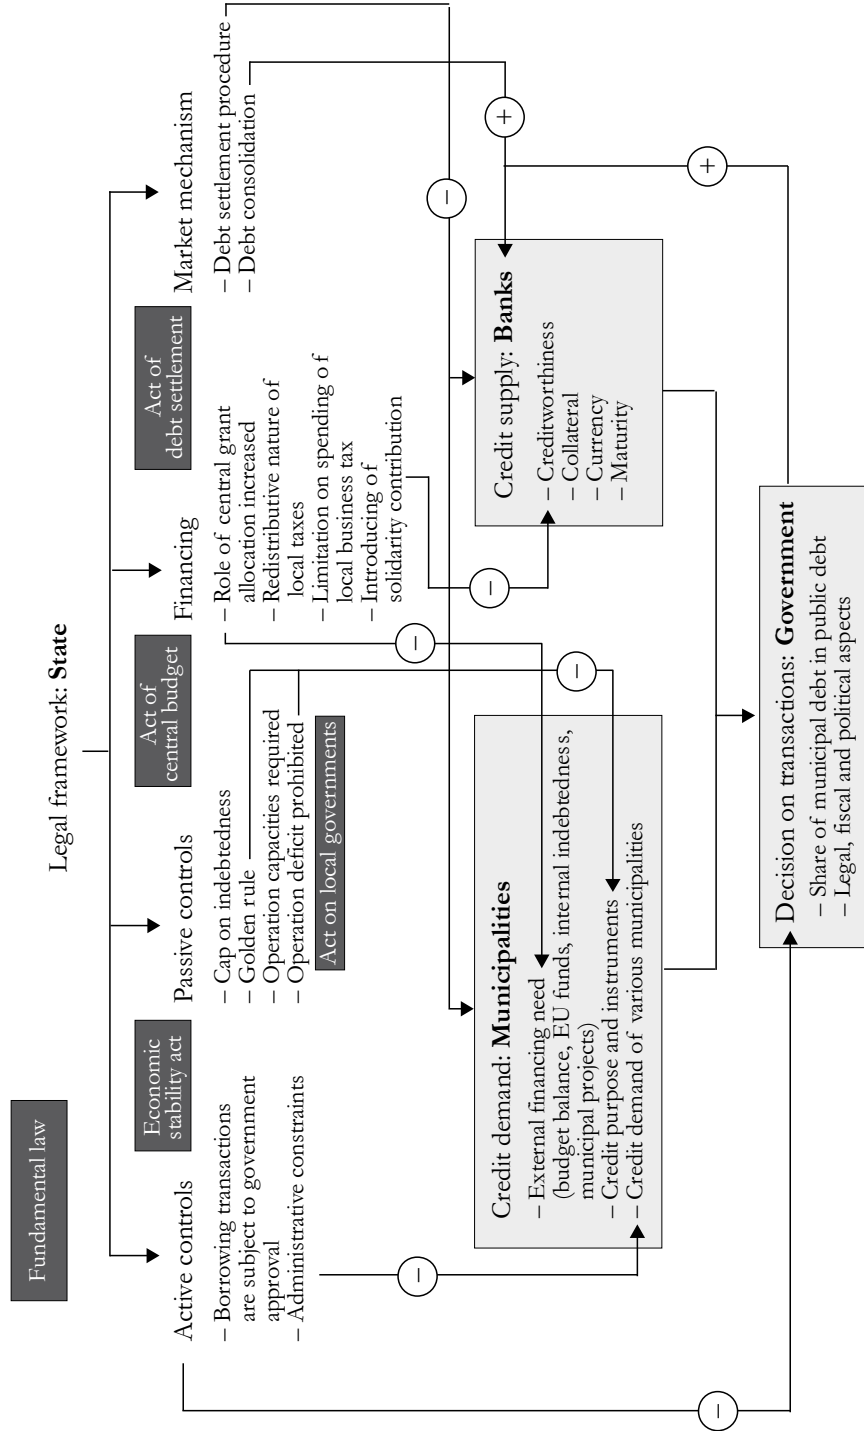 Fundamental law
Legal framework: State
Economic
stability act
Act of
central budget
Act of
debt settlement
Active controls
– Borrowing transactions
are subject to government
approval
– Administrative constraints
Passive controls
– Cap on indebtedness
– Golden rule
– Operation capacities required
– Operation deficit prohibited
Act on local governments
Financing
– Role of central grant
allocation increased
– Redistributive nature of
local taxes
– Limitation on spending of
local business tax
– Introducing of
solidarity contribution
Market mechanism
– Debt settlement procedure
– Debt consolidation
–
–
–
–
–
+
Credit demand: Municipalities
– External financing need
(budget balance, EU funds, internal indebtedness,
municipal projects)
– Credit purpose and instruments
– Credit demand of various municipalities
Credit supply: Banks
– Creditworthiness
– Collateral
– Currency
– Maturity
–
+
Decision on transactions: Government
– Share of municipal debt in public debt
– Legal, fiscal and political aspects